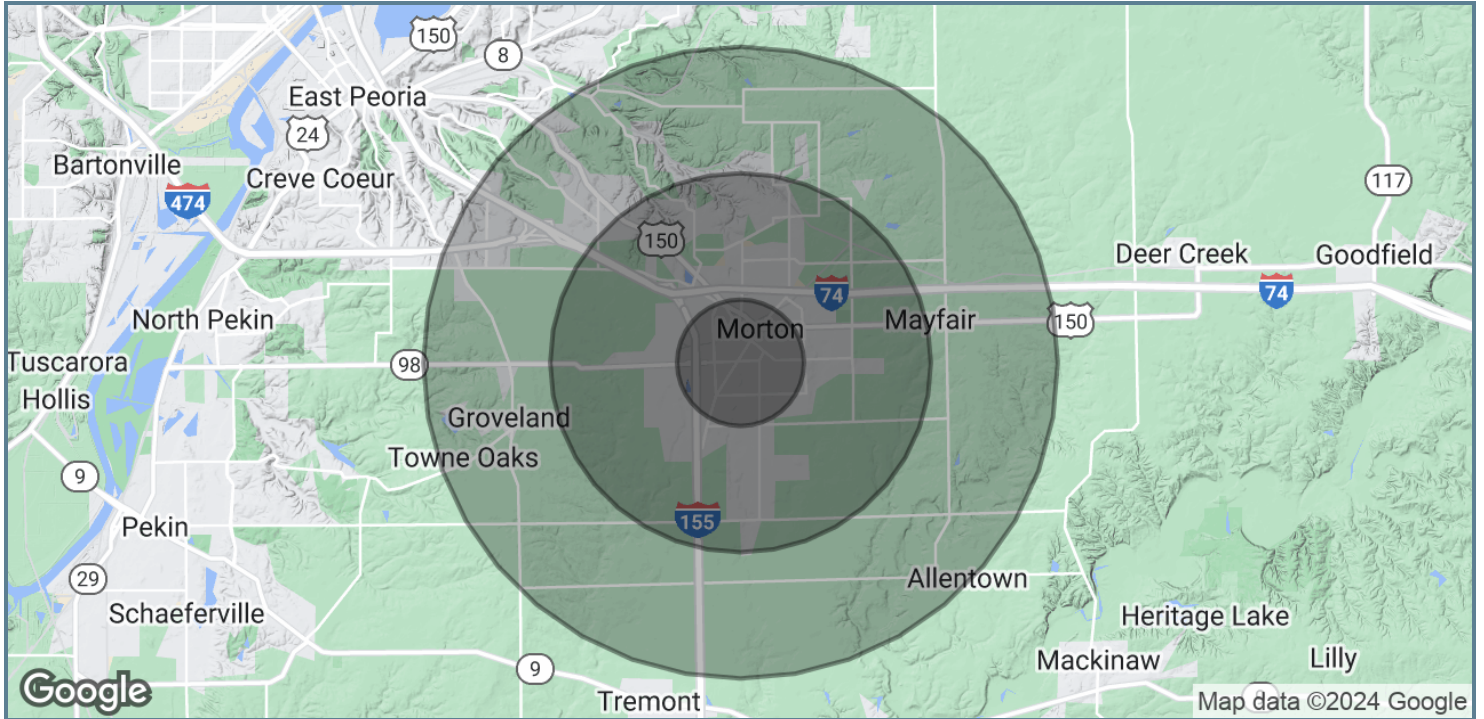 150
8
East Peoria
24
Bartonville
Creve Coeur
117
474
150
Deer Creek
Goodfield
74
74
North Pekin
Morton
Mayfair
150
Tuscarora
98
Hollis
Groveland
Towne Oaks
9
155
Pekin
29
Allentown
Schaeferville
Heritage Lake
Mackinaw
Lilly
9
Google
Tremont
Map data ©2024 Google